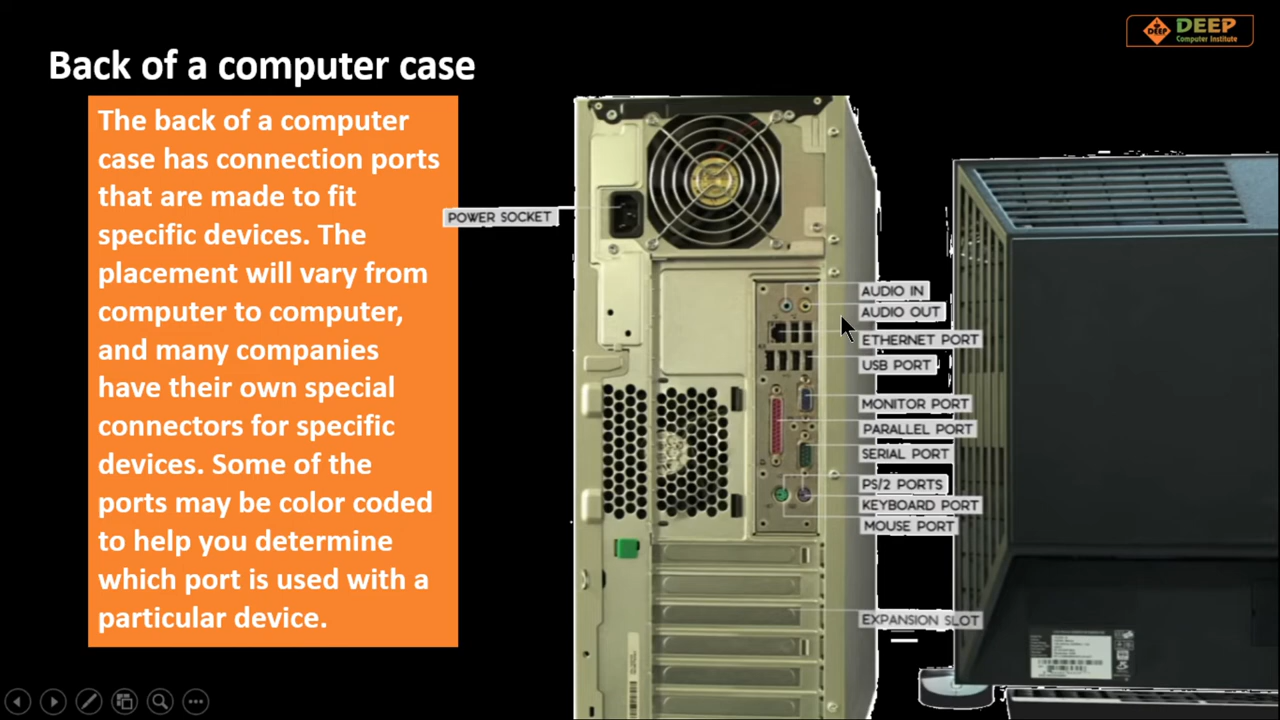 DEEP
DEEP
Computer Institute
Back of a computer case
The back of a computer
case has connection ports
that are made to fit
specific devices. The
placement will vary from
computer to computer,
and many companies
have their own special
connectors for specific
devices. Some of the
ports may be color coded
to help you determine
which port is used with a
particular device.
POWER SOCKET
AUDIO IN
AUDIO OUT
ETHERNET PORT
USB PORT
MONITOR PORT
PARALLEL PORT
SERIAL PORT
PS/2 PORTS
KEYBOARD PORT
MOUSE PORT
EXPANSION SLOT